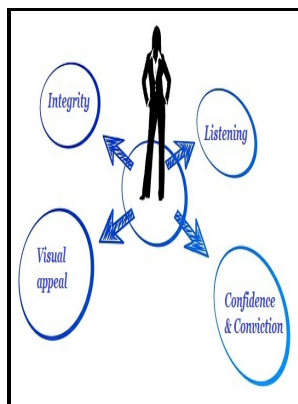 Integrity
Listening
Visual
appeal
Confidence
& Conviction